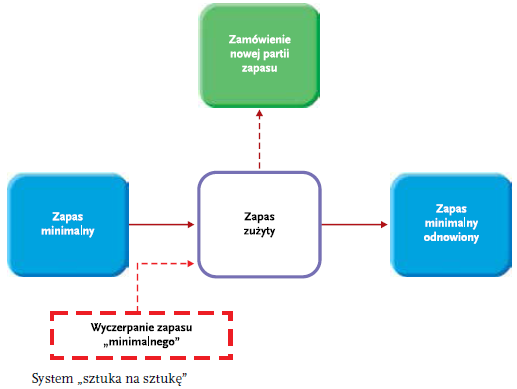 Zamówienie
nowej partii
zapasu
Zapas
minimalny
Zapas
zużyty
Zapas
minimalny
odnowiony
Wyczerpanie zapasu
„minimalnego”
System „sztuka na sztukę”